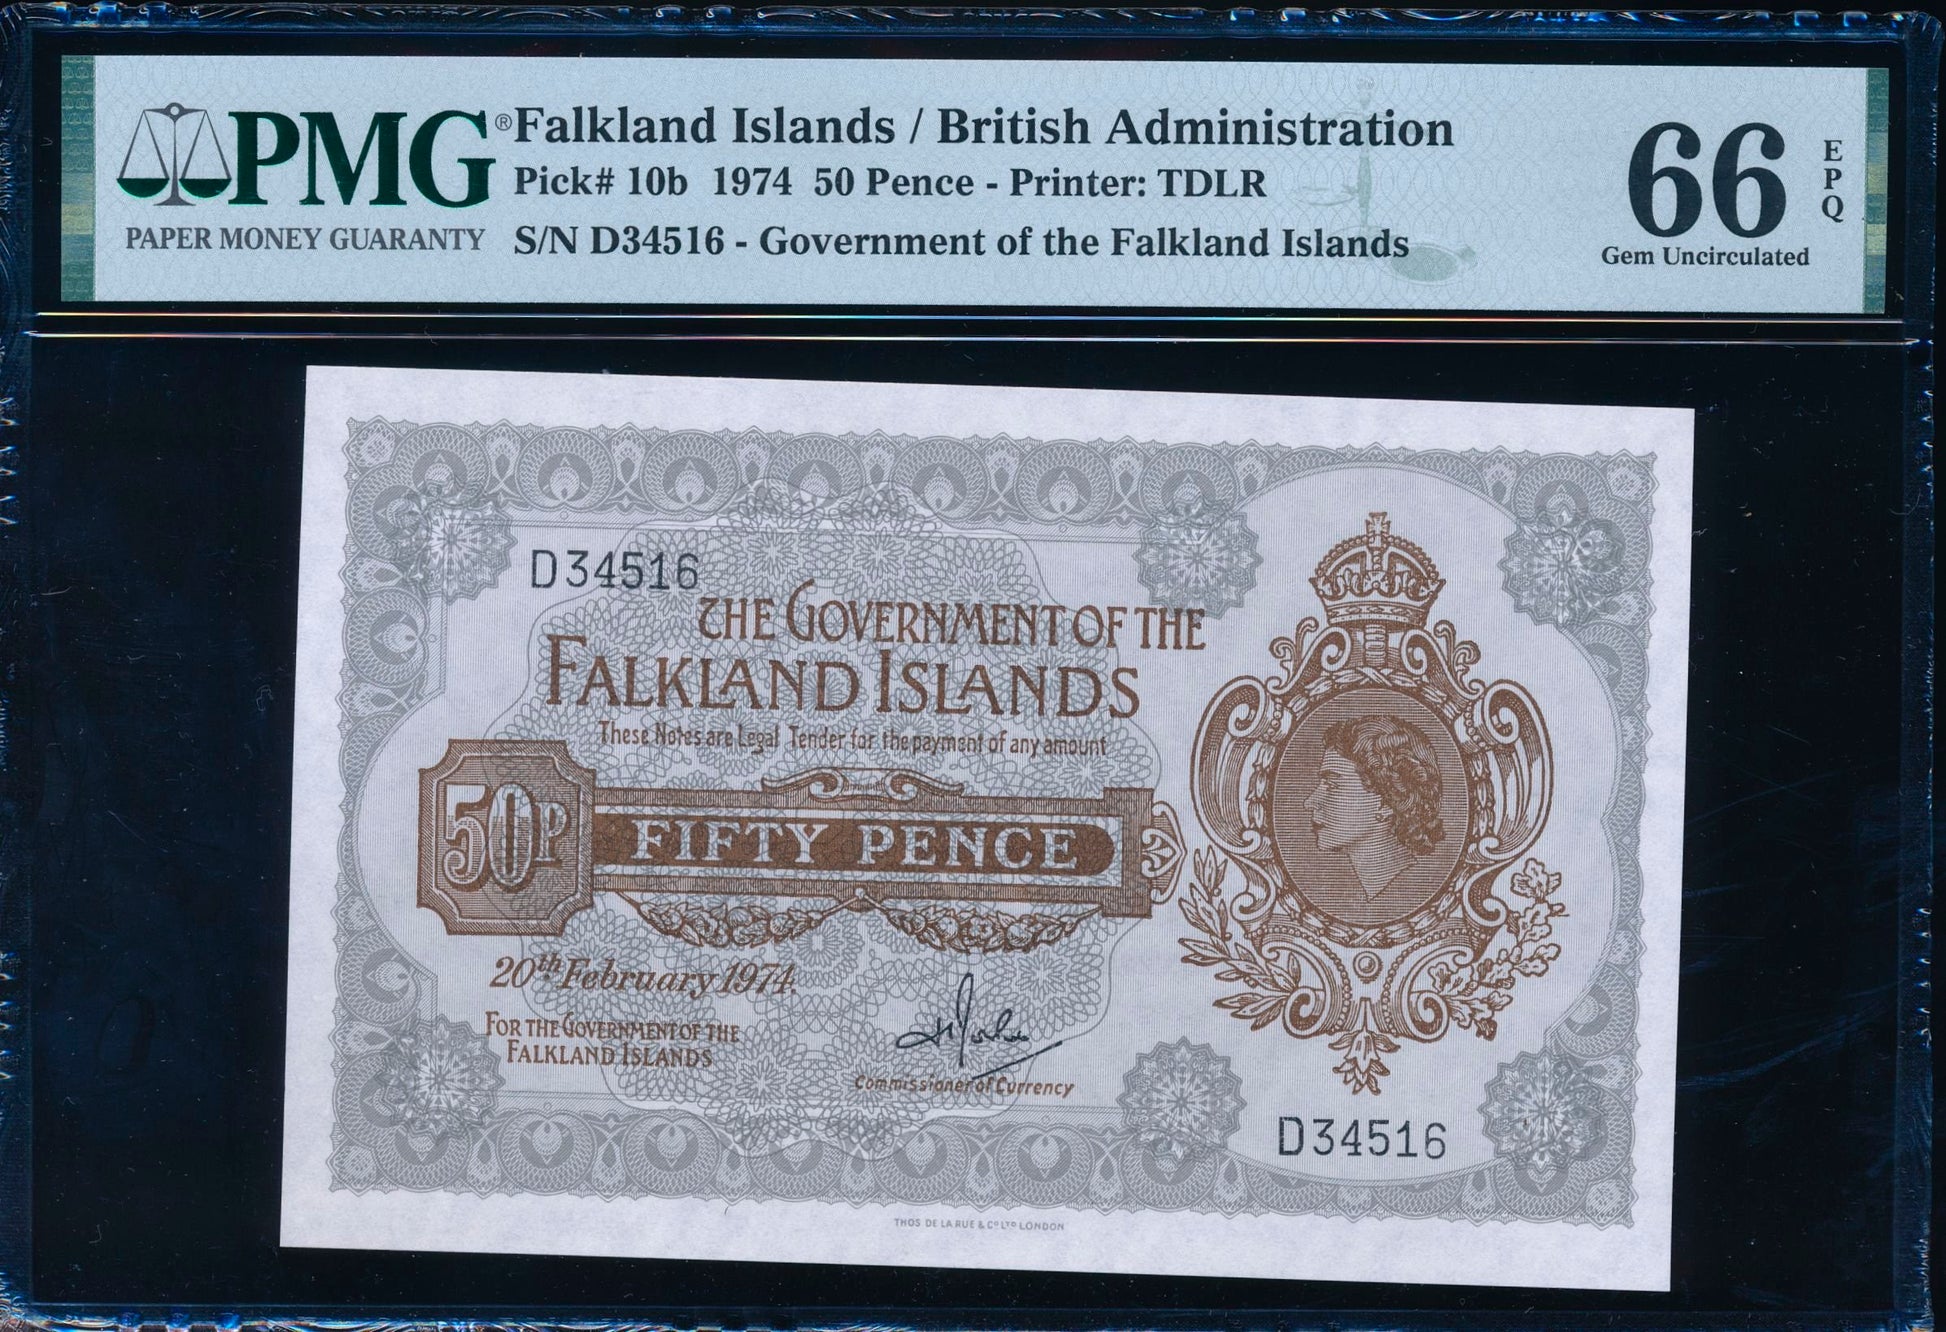 PMG®
PAPER MONEY GUARANTY
Falkland Islands / British Administration
Pick# 10b 1974 50 Pence - Printer: TDLR
S/N D34516 - Government of the Falkland Islands
66
EPQ
Gem Uncirculated
D34516
THE GOVERNMENT OF THE
FALKLAND ISLANDS
These Notes are Legal Tender for the payment of any amount
50P
FIFTY PENCE
20th February 1974.
FOR THE GOVERNMENT OF THE
FALKLAND ISLANDS
Commissioner of Currency
D34516
THOS DE LA RUE & CO LTD LONDON